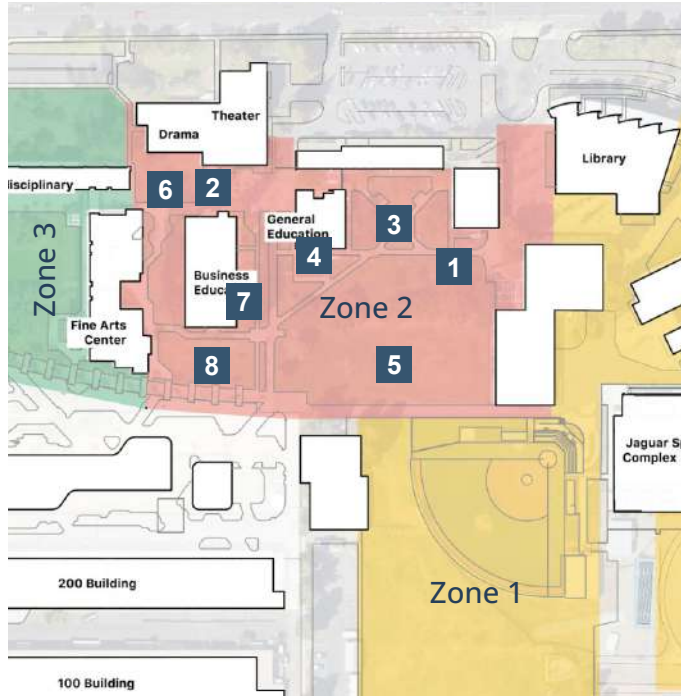 Theater
Drama
Library
disciplinary
6
2
General
Education
3
4
1
Zone 3
Business
Educa
7
Zone 2
Fine Arts
Center
8
5
Jaguar Sp
Complex
Zone 1
200 Building
100 Building